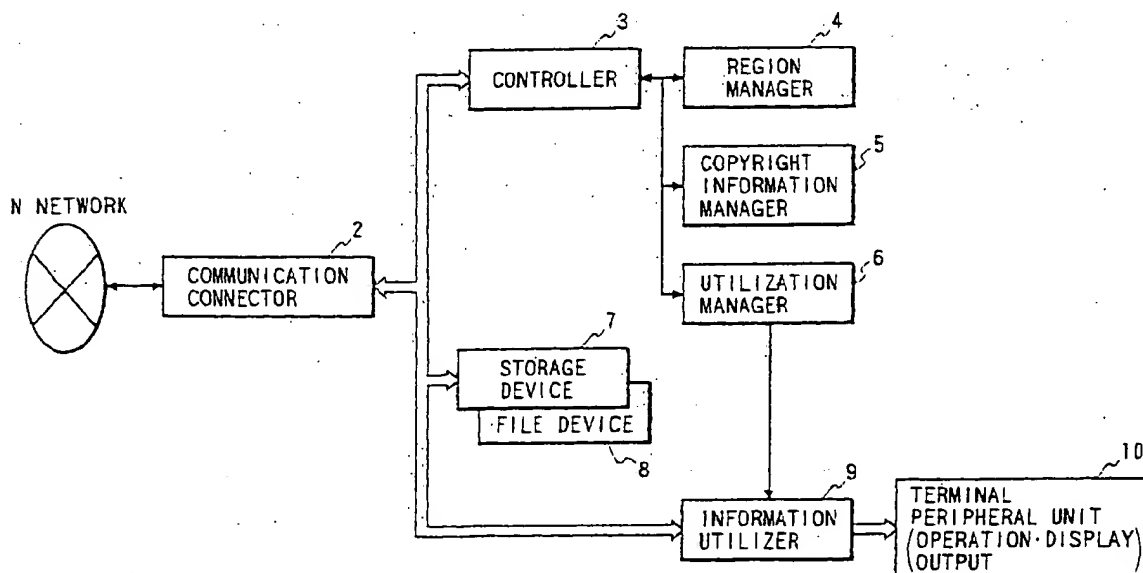 3
CONTROLLER
4
REGION
MANAGER
5
COPYRIGHT
INFORMATION
MANAGER
N NETWORK
2
COMMUNICATION
CONNECTOR
6
UTILIZATION
MANAGER
7
STORAGE
DEVICE
FILE DEVICE
8
9
INFORMATION
UTILIZER
10
TERMINAL
PERIPHERAL UNIT
(OPERATION·DISPLAY)
OUTPUT